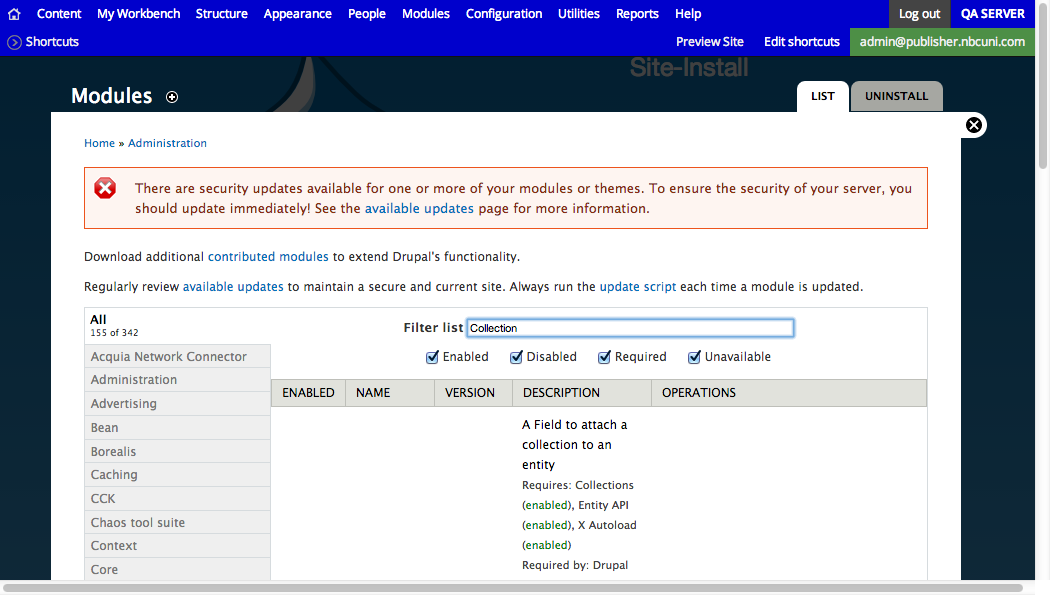 Content My Workbench Structure Appearance People Modules Configuration Utilities Reports Help Log out QA SERVER
Shortcuts Preview Site Edit shortcuts admin@publisher.nbcuni.com
Site-Install
Modules LIST UNINSTALL
Home » Administration
There are security updates available for one or more of your modules or themes. To ensure the security of your server, you
should update immediately! See the available updates page for more information.
Download additional contributed modules to extend Drupal's functionality.
Regularly review available updates to maintain a secure and current site. Always run the update script each time a module is updated.
All
155 of 342
Acquia Network Connector
Administration
Advertising
Bean
Borealis
Caching
CCK
Chaos tool suite
Context
Core
Filter list Collection
Enabled Disabled Required Unavailable
ENABLED NAME VERSION DESCRIPTION OPERATIONS
A Field to attach a
collection to an
entity
Requires: Collections
(enabled), Entity API
(enabled), X Autoload
(enabled)
Required by: Drupal